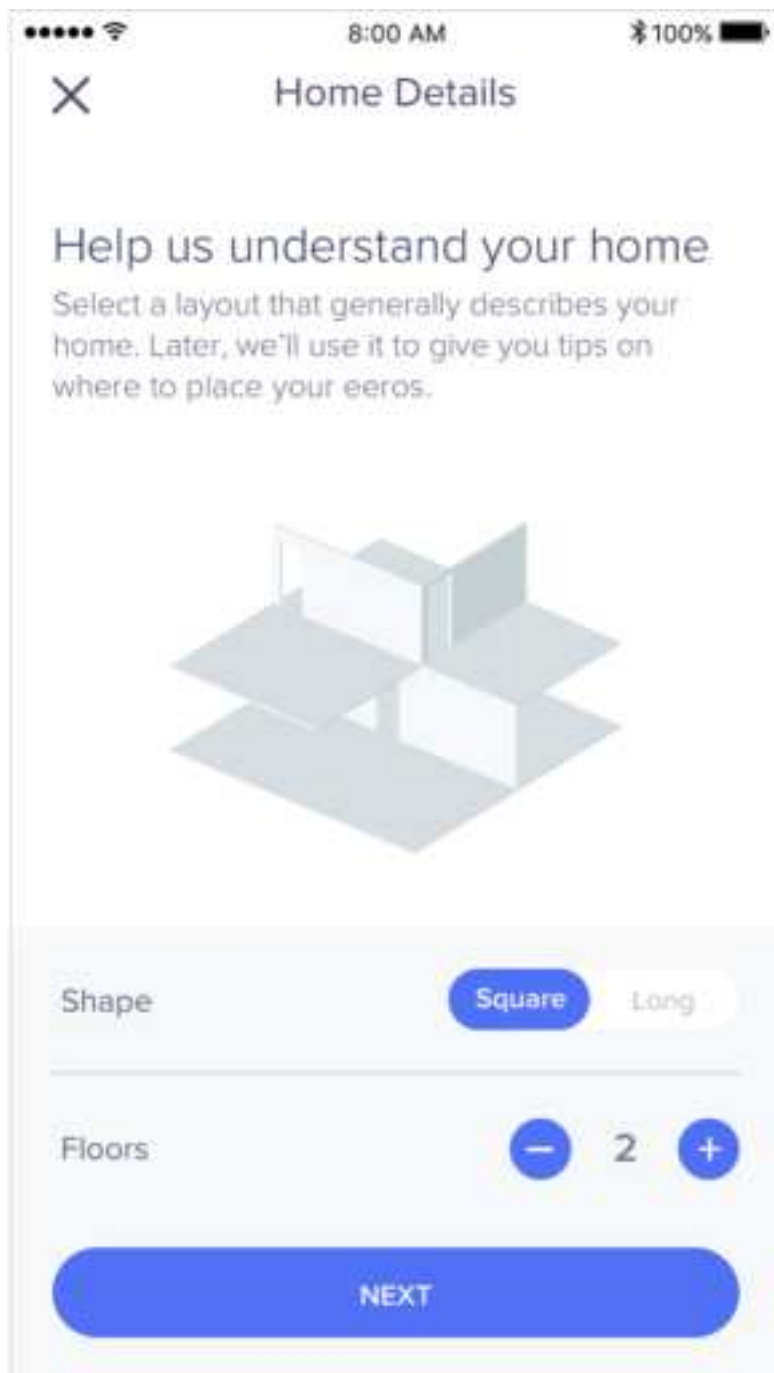 8:00 AM
100%
Home Details
Help us understand your home
Select a layout that generally describes your
home. Later, we'll use it to give you tips on
where to place your eeros.
Shape
Square
Long
Floors
2
NEXT